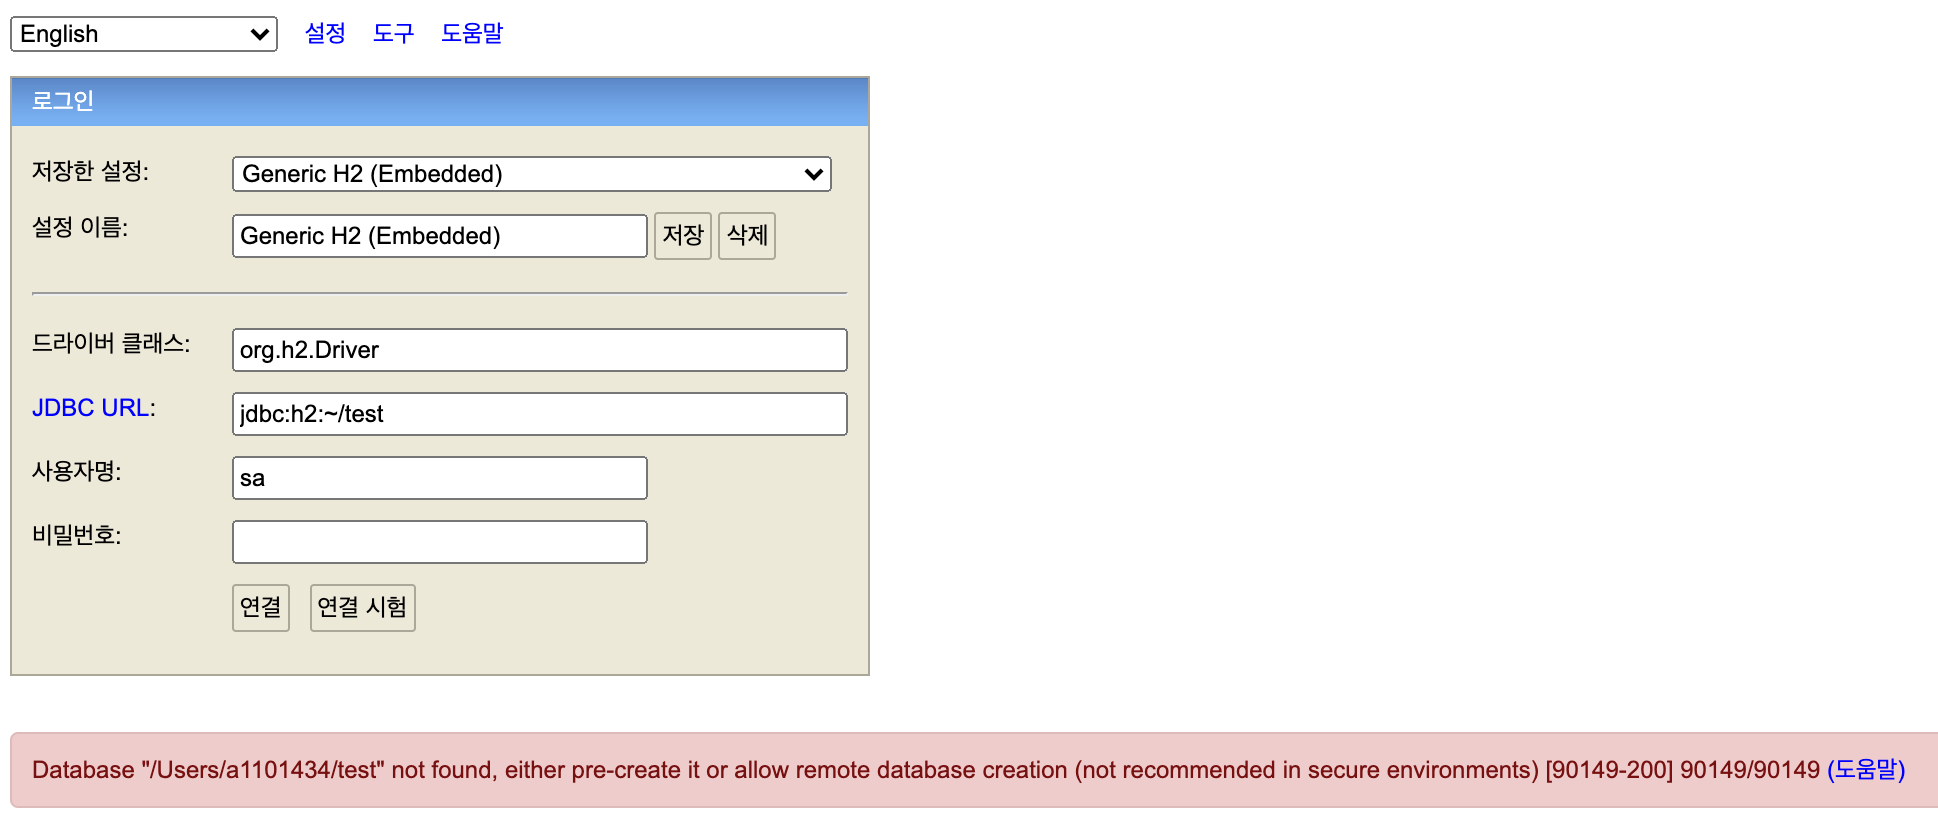 English 설정 도구 도움말
로그인
저장한 설정: Generic H2 (Embedded)
설정 이름: Generic H2 (Embedded) 저장 삭제
드라이버 클래스: org.h2.Driver
JDBC URL: jdbc:h2:~/test
사용자명: sa
비밀번호:
연결 연결 시험
Database "/Users/a1101434/test" not found, either pre-create it or allow remote database creation (not recommended in secure environments) [90149-200] 90149/90149 (도움말)